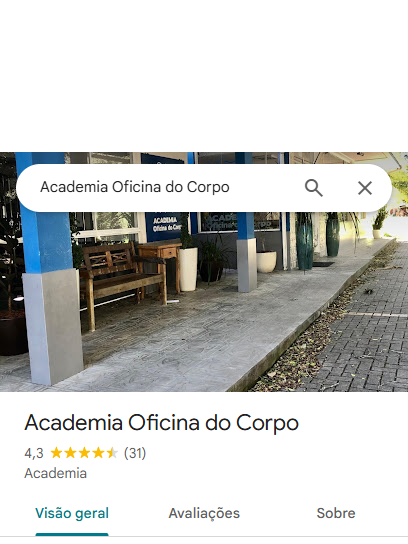 Academia Oficina do Corpo
ACADEMIA
Oficina do Corpo
Academia Oficina do Corpo
4,3 (31)
Academia
Visão geral Avaliações Sobre